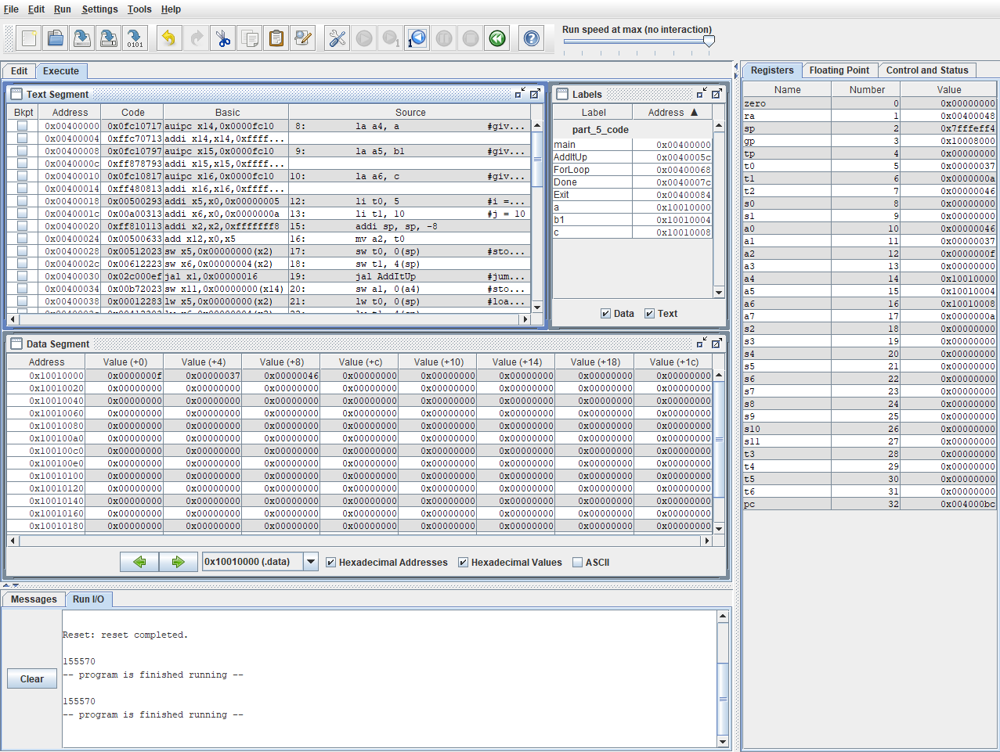 File Edit Run Settings Tools Help
Run speed at max (no interaction)
0101
1
1
Edit Execute
Text Segment
Bkpt Address Code Basic Source
0x00400000 0x0fc10717 auipc x14,0x0000fc10 8: la a4, a #giv...
0x00400004 0xffc70713 addi x14,x14,0xffff...
0x00400008 0x0fc10797 auipc x15,0x0000fc10 9: la a5, b1 #giv...
0x0040000c 0xff878793 addi x15,x15,0xffff...
0x00400010 0x0fc10817 auipc x16,0x0000fc10 10: la a6, c #giv...
0x00400014 0xff480813 addi x16,x16,0xffff...
0x00400018 0x00500293 addi x5,x0,0x00000005 12: li t0, 5 #i =...
0x0040001c 0x00a00313 addi x6,x0,0x0000000a 13: li t1, 10 #j = 10
0x00400020 0xff810113 addi x2,x2,0xfffffff8 15: addi sp, sp, -8
0x00400024 0x00500633 add x12,x0,x5 16: mv a2, t0
0x00400028 0x00512023 sw x5,0x00000000(x2) 17: sw t0, 0(sp) #sto...
0x0040002c 0x00612223 sw x6,0x00000004(x2) 18: sw t1, 4(sp)
0x00400030 0x02c000ef jal x1,0x00000016 19: jal AddItUp #jum...
0x00400034 0x00b72023 sw x11,0x00000000(x14) 20: sw a1, 0(a4) #sto...
0x00400038 0x00012283 lw x5,0x00000000(x2) 21: lw t0, 0(sp) #loa...
Labels
Label Address ▲
part_5_code
main 0x00400000
AddItUp 0x0040005c
ForLoop 0x00400068
Done 0x0040007c
Exit 0x00400084
a 0x10010000
b1 0x10010004
c 0x10010008
Data Text
Data Segment
Address Value (+0) Value (+4) Value (+8) Value (+c) Value (+10) Value (+14) Value (+18) Value (+1c)
0x10010000 0x0000000f 0x00000037 0x00000046 0x00000000 0x00000000 0x00000000 0x00000000 0x00000000
0x10010020 0x00000000 0x00000000 0x00000000 0x00000000 0x00000000 0x00000000 0x00000000 0x00000000
0x10010040 0x00000000 0x00000000 0x00000000 0x00000000 0x00000000 0x00000000 0x00000000 0x00000000
0x10010060 0x00000000 0x00000000 0x00000000 0x00000000 0x00000000 0x00000000 0x00000000 0x00000000
0x10010080 0x00000000 0x00000000 0x00000000 0x00000000 0x00000000 0x00000000 0x00000000 0x00000000
0x100100a0 0x00000000 0x00000000 0x00000000 0x00000000 0x00000000 0x00000000 0x00000000 0x00000000
0x100100c0 0x00000000 0x00000000 0x00000000 0x00000000 0x00000000 0x00000000 0x00000000 0x00000000
0x100100e0 0x00000000 0x00000000 0x00000000 0x00000000 0x00000000 0x00000000 0x00000000 0x00000000
0x10010100 0x00000000 0x00000000 0x00000000 0x00000000 0x00000000 0x00000000 0x00000000 0x00000000
0x10010120 0x00000000 0x00000000 0x00000000 0x00000000 0x00000000 0x00000000 0x00000000 0x00000000
0x10010140 0x00000000 0x00000000 0x00000000 0x00000000 0x00000000 0x00000000 0x00000000 0x00000000
0x10010160 0x00000000 0x00000000 0x00000000 0x00000000 0x00000000 0x00000000 0x00000000 0x00000000
0x10010180 0x00000000 0x00000000 0x00000000 0x00000000 0x00000000 0x00000000 0x00000000 0x00000000
0x10010000 (.data) Hexadecimal Addresses Hexadecimal Values ASCII
Messages Run I/O
Clear
Reset: reset completed.
155570
-- program is finished running --
155570
-- program is finished running --
Registers Floating Point Control and Status
Name Number Value
zero 0 0x00000000
ra 1 0x00400048
sp 2 0x7fffeff4
gp 3 0x10008000
tp 4 0x00000000
t0 5 0x00000037
t1 6 0x0000000a
t2 7 0x00000046
s0 8 0x00000000
s1 9 0x00000000
a0 10 0x00000046
a1 11 0x00000037
a2 12 0x0000000f
a3 13 0x00000000
a4 14 0x10010000
a5 15 0x10010004
a6 16 0x10010008
a7 17 0x0000000a
s2 18 0x00000000
s3 19 0x00000000
s4 20 0x00000000
s5 21 0x00000000
s6 22 0x00000000
s7 23 0x00000000
s8 24 0x00000000
s9 25 0x00000000
s10 26 0x00000000
s11 27 0x00000000
t3 28 0x00000000
t4 29 0x00000000
t5 30 0x00000000
t6 31 0x00000000
pc 32 0x004000bc